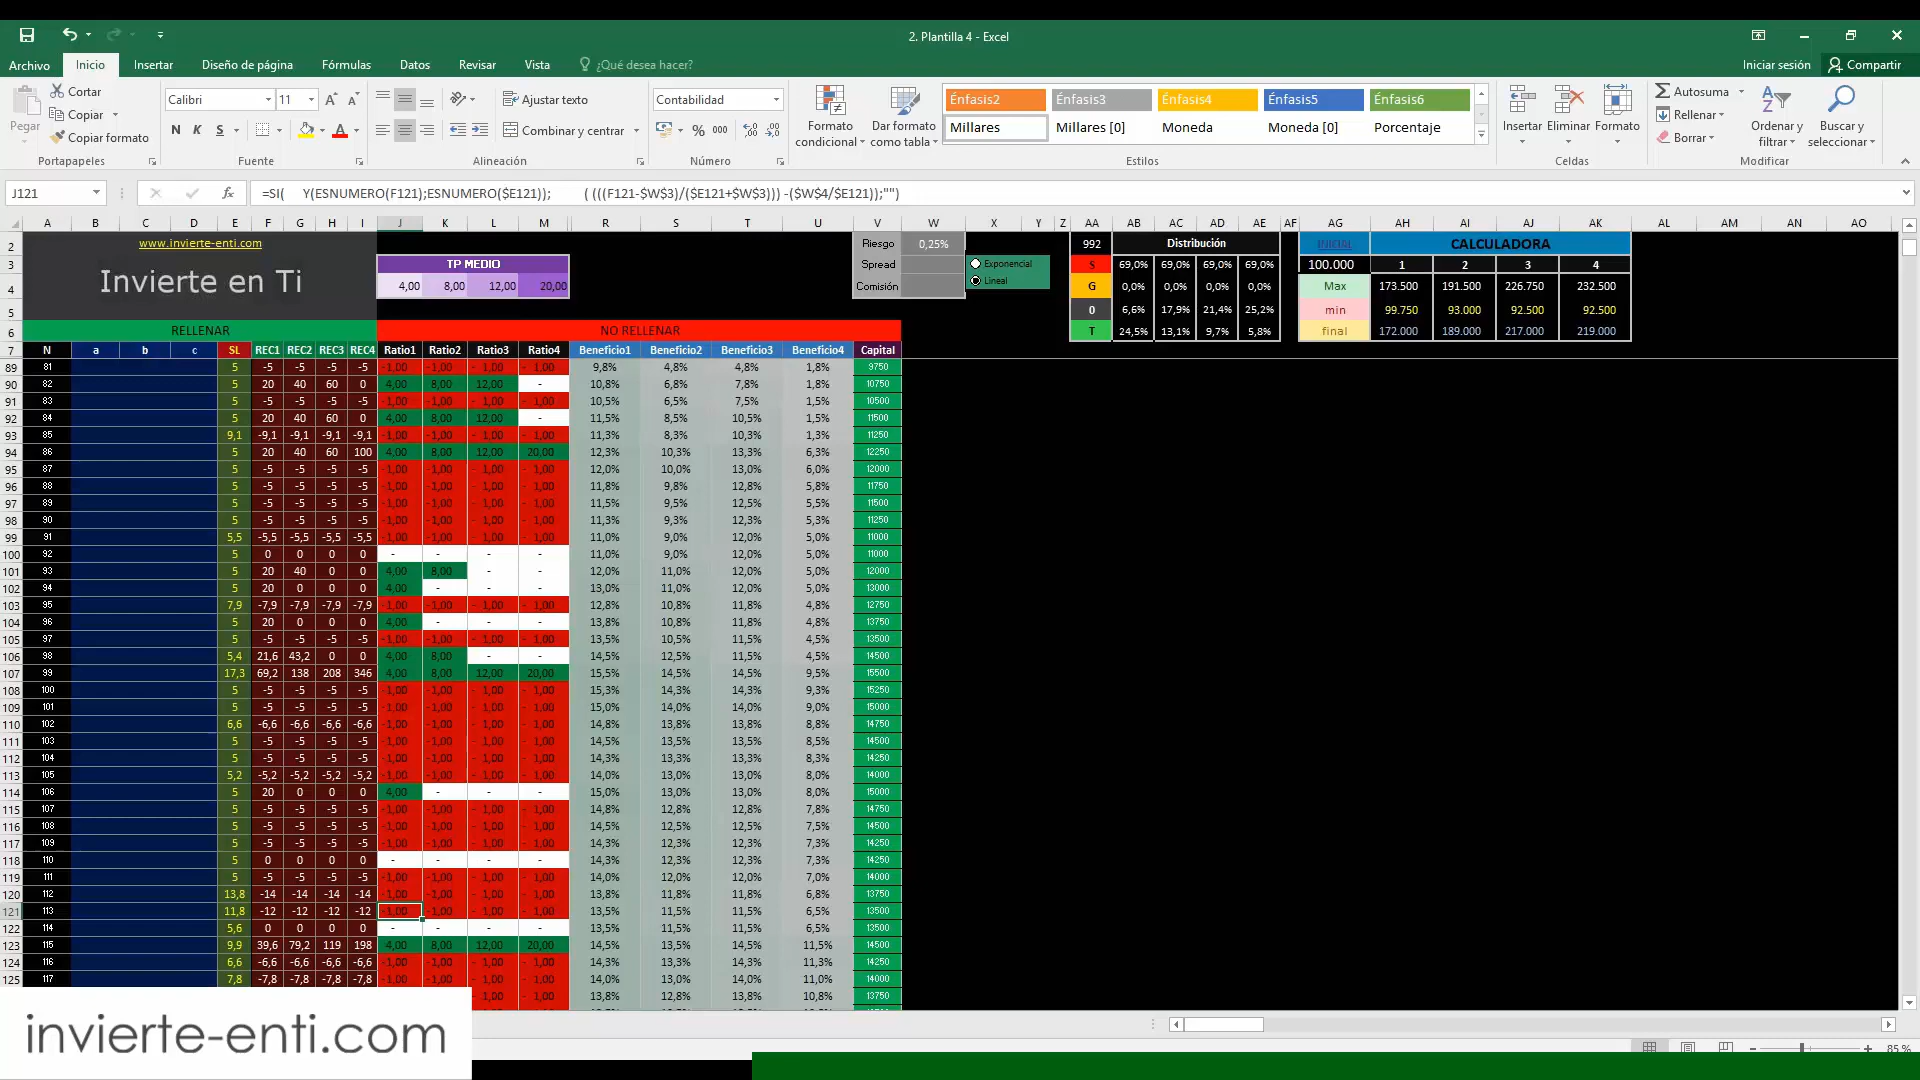 2. Plantilla 4 - Excel
Archivo Inicio Insertar Diseño de página Fórmulas Datos Revisar Vista ¿Qué desea hacer? Iniciar sesión Compartir
Pegar Cortar Copiar Copiar formato Portapapeles
Calibri 11 N K S Fuente
Ajustar texto Combinar y centrar Alineación
Contabilidad % 000 Número
Formato condicional Dar formato como tabla
Énfasis2 Énfasis3 Énfasis4 Énfasis5 Énfasis6
Millares Millares [0] Moneda Moneda [0] Porcentaje
Estilos
Insertar Eliminar Formato Celdas
Autosuma Rellenar Borrar Ordenar y filtrar Buscar y seleccionar Modificar
J121 fx =SI( Y(ESNUMERO(F121);ESNUMERO($E121)); ( (((F121-$W$3)/($E121+$W$3))) -($W$4/$E121));"")
A B C D E F G H I J K L M R S T U V W X Y Z AA AB AC AD AE AF AG AH AI AJ AK AL AM AN AO
2 www.invierte-enti.com Riesgo 0,25% 992 Distribución INICIAL CALCULADORA
3 Invierte en Ti TP MEDIO Spread Exponencial S 69,0% 69,0% 69,0% 69,0% 100.000 1 2 3 4
4 4,00 8,00 12,00 20,00 Comisión Lineal G 0,0% 0,0% 0,0% 0,0% Max 173.500 191.500 226.750 232.500
5 0 6,6% 17,9% 21,4% 25,2% min 99.750 93.000 92.500 92.500
6 RELLENAR NO RELLENAR T 24,5% 13,1% 9,7% 5,8% final 172.000 189.000 217.000 219.000
7 N a b c SL REC1 REC2 REC3 REC4 Ratio1 Ratio2 Ratio3 Ratio4 Beneficio1 Beneficio2 Beneficio3 Beneficio4 Capital
89 81 5 -5 -5 -5 -5 -1,00 -1,00 - 1,00 - 1,00 9,8% 4,8% 4,8% 1,8% 9750
90 82 5 20 40 60 0 4,00 8,00 12,00 - 10,8% 6,8% 7,8% 1,8% 10750
91 83 5 -5 -5 -5 -5 -1,00 -1,00 - 1,00 - 1,00 10,5% 6,5% 7,5% 1,5% 10500
92 84 5 20 40 60 0 4,00 8,00 12,00 - 11,5% 8,5% 10,5% 1,5% 11500
93 85 9,1 -9,1 -9,1 -9,1 -9,1 -1,00 -1,00 - 1,00 - 1,00 11,3% 8,3% 10,3% 1,3% 11250
94 86 5 20 40 60 100 4,00 8,00 12,00 20,00 12,3% 10,3% 13,3% 6,3% 12250
95 87 5 -5 -5 -5 -5 -1,00 -1,00 - 1,00 - 1,00 12,0% 10,0% 13,0% 6,0% 12000
96 88 5 -5 -5 -5 -5 -1,00 -1,00 - 1,00 - 1,00 11,8% 9,8% 12,8% 5,8% 11750
97 89 5 -5 -5 -5 -5 -1,00 -1,00 - 1,00 - 1,00 11,5% 9,5% 12,5% 5,5% 11500
98 90 5 -5 -5 -5 -5 -1,00 -1,00 - 1,00 - 1,00 11,3% 9,3% 12,3% 5,3% 11250
99 91 5,5 -5,5 -5,5 -5,5 -5,5 -1,00 -1,00 - 1,00 - 1,00 11,0% 9,0% 12,0% 5,0% 11000
100 92 5 0 0 0 0 - - - - 11,0% 9,0% 12,0% 5,0% 11000
101 93 5 20 40 0 0 4,00 8,00 - - 12,0% 11,0% 12,0% 5,0% 12000
102 94 5 20 0 0 0 4,00 - - - 13,0% 11,0% 12,0% 5,0% 13000
103 95 7,9 -7,9 -7,9 -7,9 -7,9 -1,00 -1,00 - 1,00 - 1,00 12,8% 10,8% 11,8% 4,8% 12750
104 96 5 20 0 0 0 4,00 - - - 13,8% 10,8% 11,8% 4,8% 13750
105 97 5 -5 -5 -5 -5 -1,00 -1,00 - 1,00 - 1,00 13,5% 10,5% 11,5% 4,5% 13500
106 98 5,4 21,6 43,2 0 0 4,00 8,00 - - 14,5% 12,5% 11,5% 4,5% 14500
107 99 17,3 69,2 138 208 346 4,00 8,00 12,00 20,00 15,5% 14,5% 14,5% 9,5% 15500
108 100 5 -5 -5 -5 -5 -1,00 -1,00 - 1,00 - 1,00 15,3% 14,3% 14,3% 9,3% 15250
109 101 5 -5 -5 -5 -5 -1,00 -1,00 - 1,00 - 1,00 15,0% 14,0% 14,0% 9,0% 15000
110 102 6,6 -6,6 -6,6 -6,6 -6,6 -1,00 -1,00 - 1,00 - 1,00 14,8% 13,8% 13,8% 8,8% 14750
111 103 5 -5 -5 -5 -5 -1,00 -1,00 - 1,00 - 1,00 14,5% 13,5% 13,5% 8,5% 14500
112 104 5 -5 -5 -5 -5 -1,00 -1,00 - 1,00 - 1,00 14,3% 13,3% 13,3% 8,3% 14250
113 105 5,2 -5,2 -5,2 -5,2 -5,2 -1,00 -1,00 - 1,00 - 1,00 14,0% 13,0% 13,0% 8,0% 14000
114 106 5 20 0 0 0 4,00 - - - 15,0% 13,0% 13,0% 8,0% 15000
115 107 5 -5 -5 -5 -5 -1,00 -1,00 - 1,00 - 1,00 14,8% 12,8% 12,8% 7,8% 14750
116 108 5 -5 -5 -5 -5 -1,00 -1,00 - 1,00 - 1,00 14,5% 12,5% 12,5% 7,5% 14500
117 109 5 -5 -5 -5 -5 -1,00 -1,00 - 1,00 - 1,00 14,3% 12,3% 12,3% 7,3% 14250
118 110 5 0 0 0 0 - - - - 14,3% 12,3% 12,3% 7,3% 14250
119 111 5 -5 -5 -5 -5 -1,00 -1,00 - 1,00 - 1,00 14,0% 12,0% 12,0% 7,0% 14000
120 112 13,8 -14 -14 -14 -14 -1,00 -1,00 - 1,00 - 1,00 13,8% 11,8% 11,8% 6,8% 13750
121 113 11,8 -12 -12 -12 -12 -1,00 -1,00 - 1,00 - 1,00 13,5% 11,5% 11,5% 6,5% 13500
122 114 5,6 0 0 0 0 - - - - 13,5% 11,5% 11,5% 6,5% 13500
123 115 9,9 39,6 79,2 119 198 4,00 8,00 12,00 20,00 14,5% 13,5% 14,5% 11,5% 14500
124 116 6,6 -6,6 -6,6 -6,6 -6,6 -1,00 -1,00 - 1,00 - 1,00 14,3% 13,3% 14,3% 11,3% 14250
125 117 7,8 -7,8 -7,8 -7,8 -7,8 -1,00 -1,00 - 1,00 - 1,00 14,0% 13,0% 14,0% 11,0% 14000
- 1,00 - 1,00 13,8% 12,8% 13,8% 10,8% 13750
invierte-enti.com
85 %